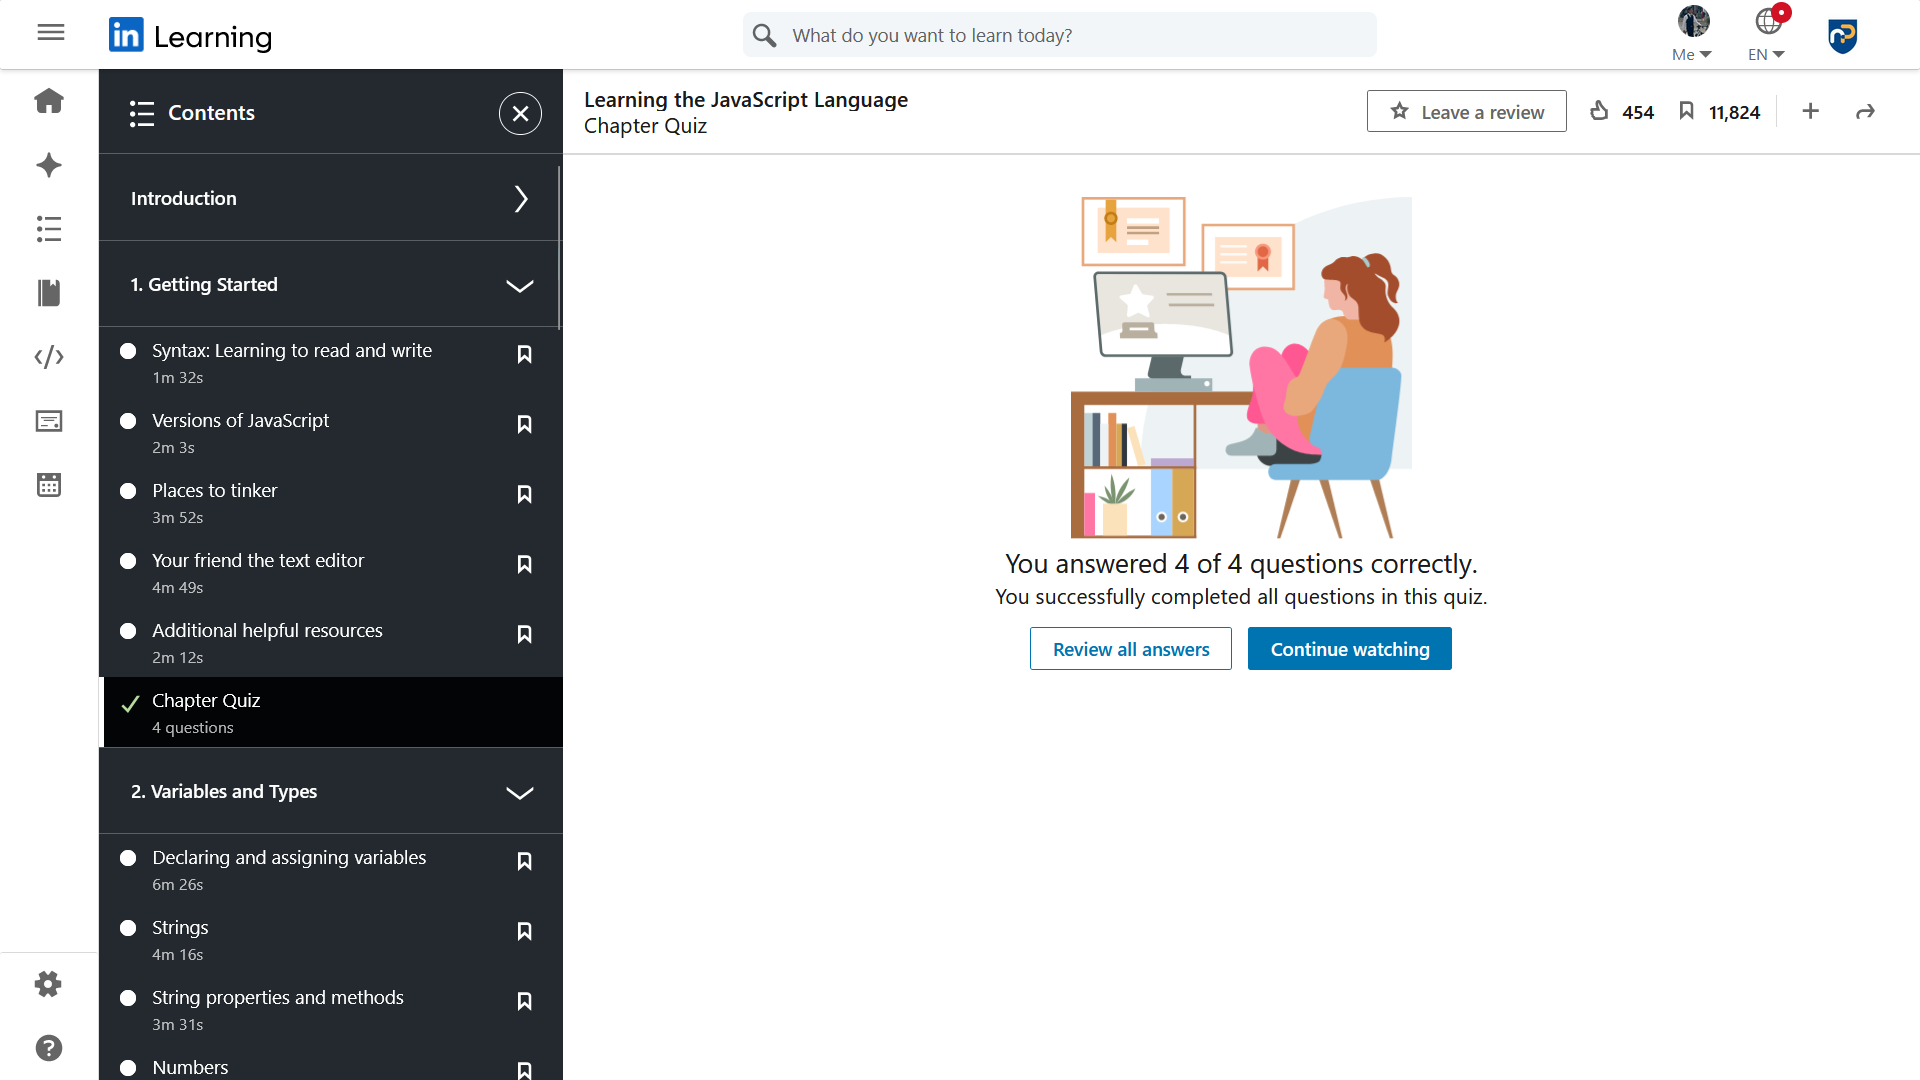 in Learning
What do you want to learn today?
Me
EN
Contents
Introduction
1. Getting Started
Syntax: Learning to read and write
1m 32s
Versions of JavaScript
2m 3s
Places to tinker
3m 52s
Your friend the text editor
4m 49s
Additional helpful resources
2m 12s
Chapter Quiz
4 questions
2. Variables and Types
Declaring and assigning variables
6m 26s
Strings
4m 16s
String properties and methods
3m 31s
Numbers
Learning the JavaScript Language
Chapter Quiz
Leave a review
454
11,824
You answered 4 of 4 questions correctly.
You successfully completed all questions in this quiz.
Review all answers
Continue watching